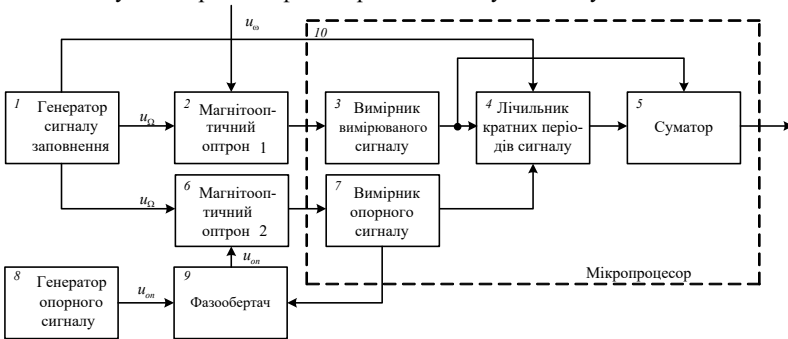 u_ω
10
1 Генератор
сигналу
заповнення
u_Ω
2 Магнітооп-
тичний
оптрон 1
3 Вимірник
вимірюваного
сигналу
4 Лічильник
кратних періо-
дів сигналу
5
Суматор
u_Ω
6 Магнітооп-
тичний
оптрон 2
7 Вимірник
опорного
сигналу
u_оп
8 Генератор
опорного
сигналу
u_оп
9
Фазообертач
Мікропроцесор